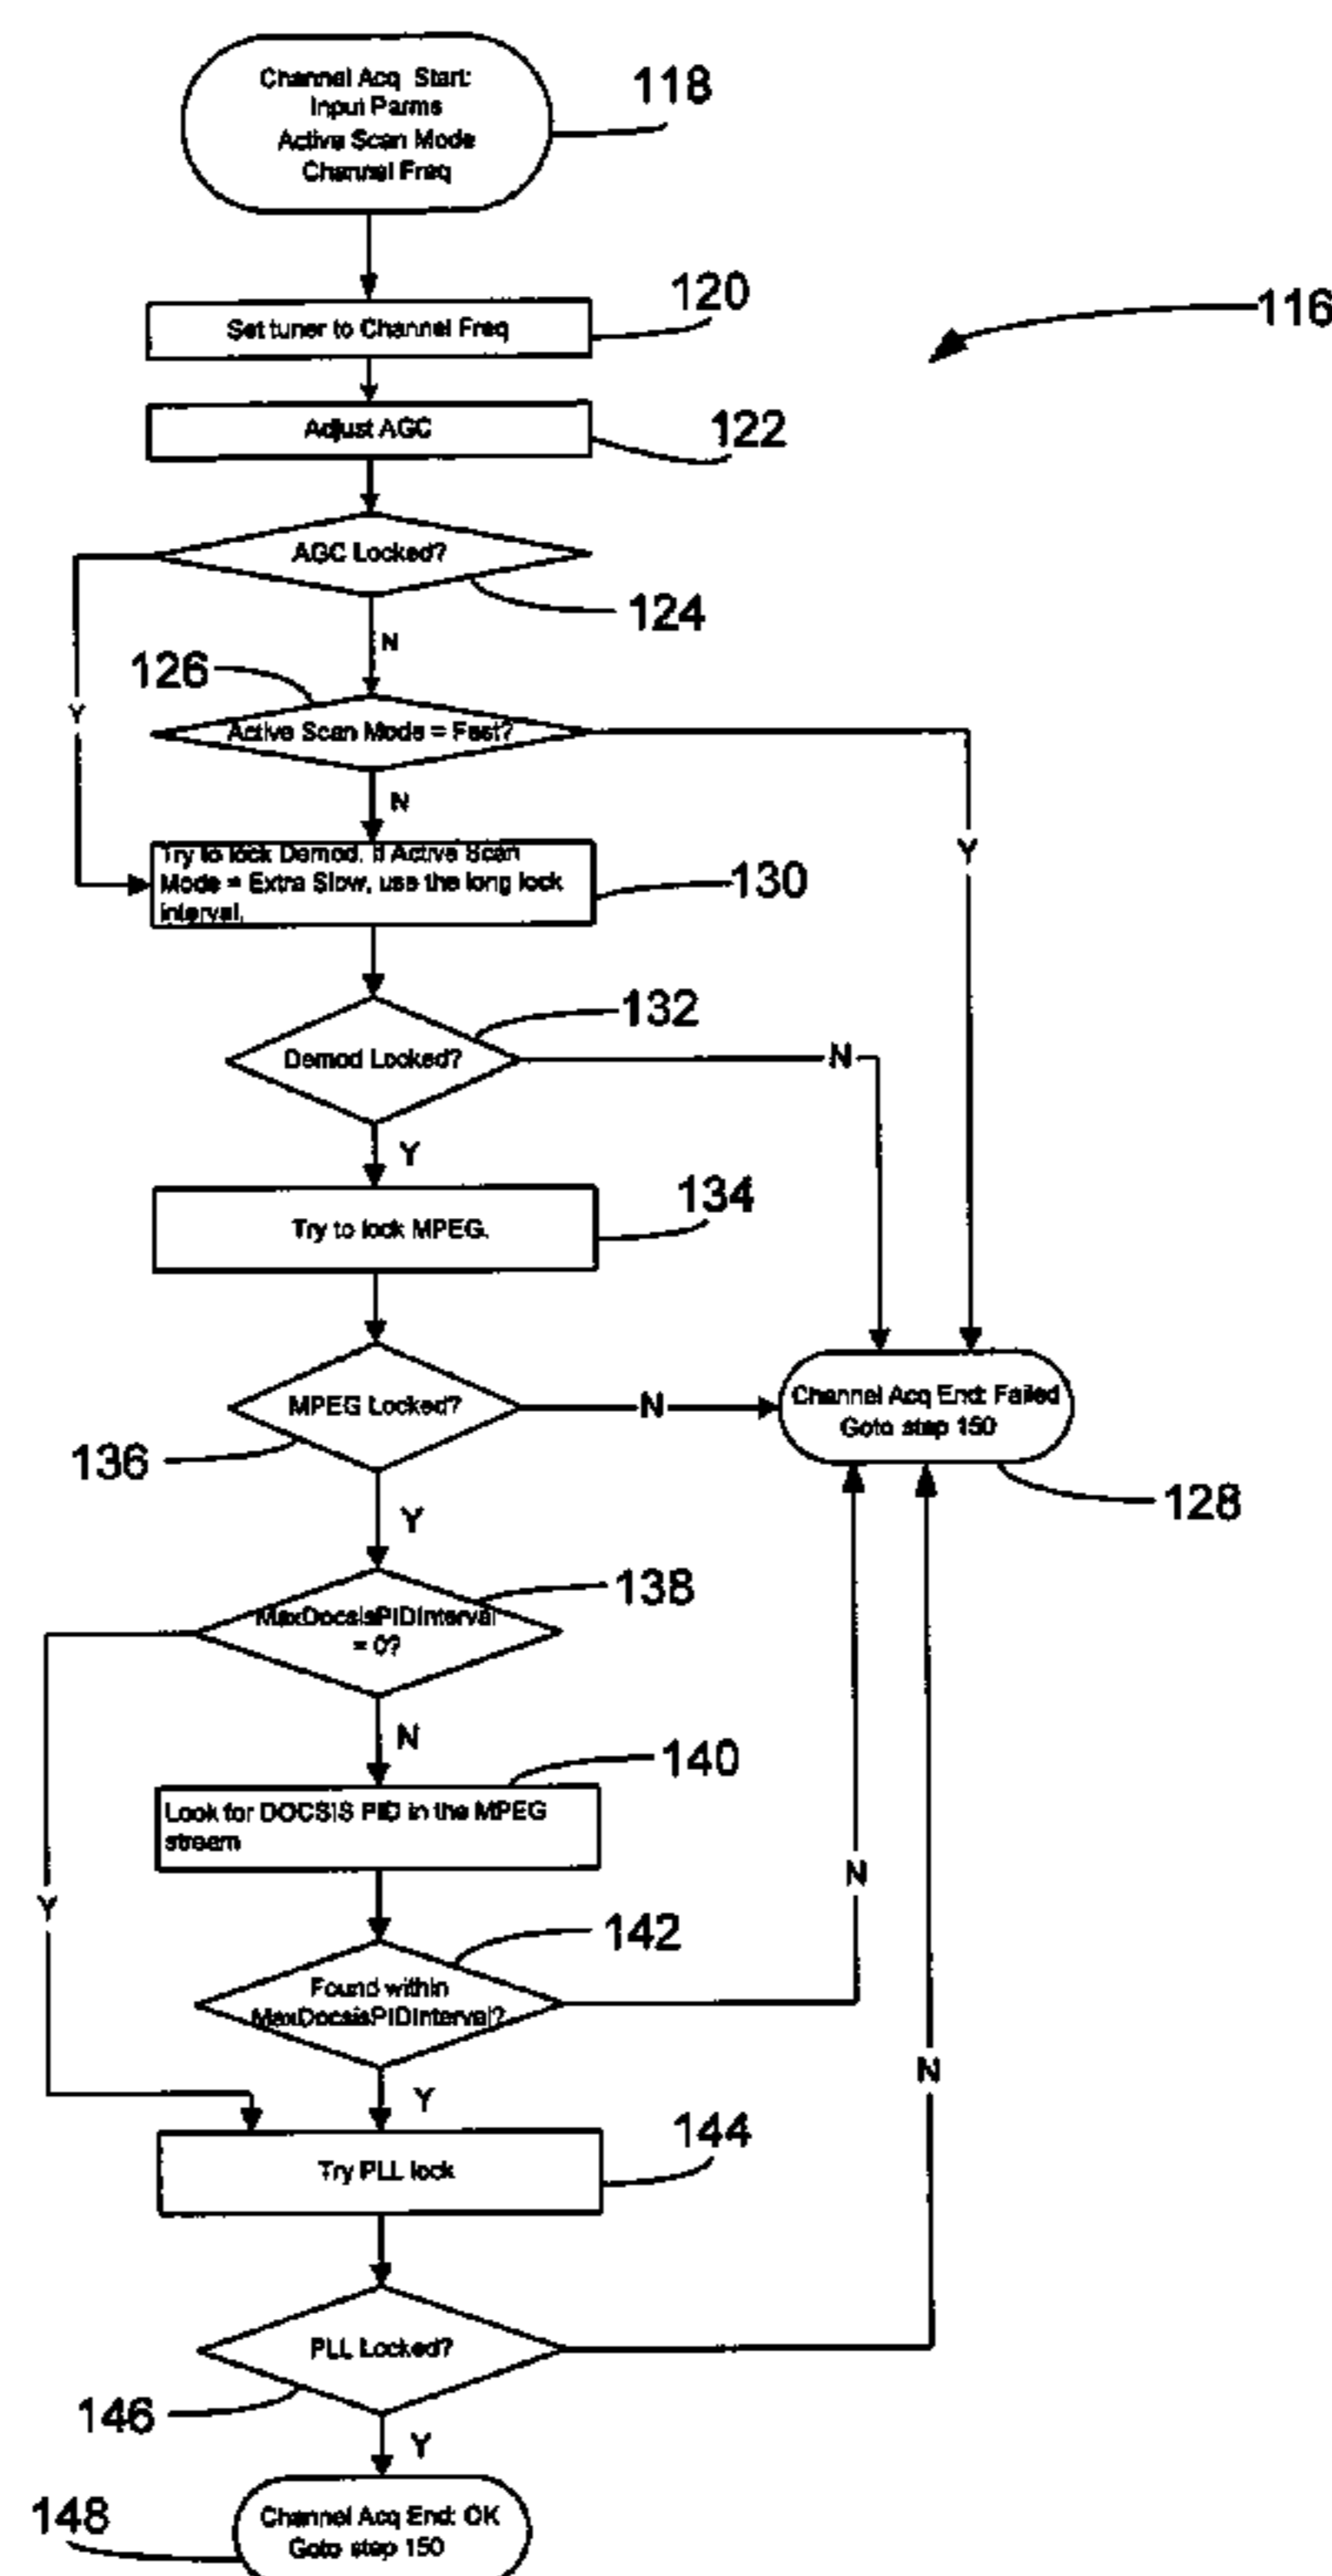 Channel Acq Start:
Input Parms
Active Scan Mode
Channel Freq
118
120
116
Set tuner to Channel Freq
Adjust AGC
122
AGC Locked?
124
N
126
Y
Active Scan Mode = Fast?
N
Y
Try to lock Demod. If Active Scan
Mode = Extra Slow, use the long lock
interval.
130
132
Demod Locked?
N
Y
134
Try to lock MPEG.
MPEG Locked?
N
Channel Acq End: Failed
Goto step 150
136
128
Y
138
MaxDocsisPIDInterval
= 0?
N
140
Look for DOCSIS PID in the MPEG
stream
N
Y
142
Found within
MaxDocsisPIDInterval?
N
Y
144
Try PLL lock
PLL Locked?
146
Y
148
Channel Acq End: OK
Goto step 150